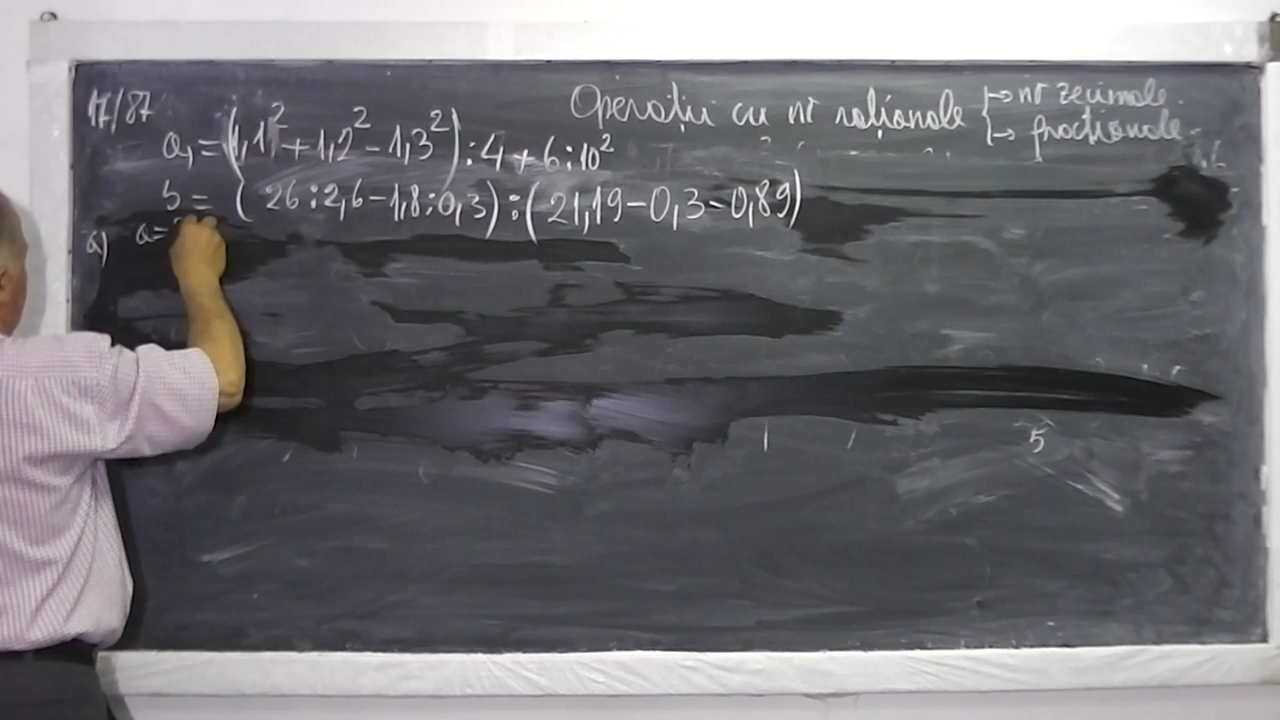 17/87
Operații cu nr raționale → nr zecimale
→ fracționale
a, = (1,1² + 1,2² - 1,3²) : 4 + 6 : 10²
b = (26 : 2,6 - 1,8 : 0,3) : (21,19 - 0,3 - 0,89)
a) a =
5